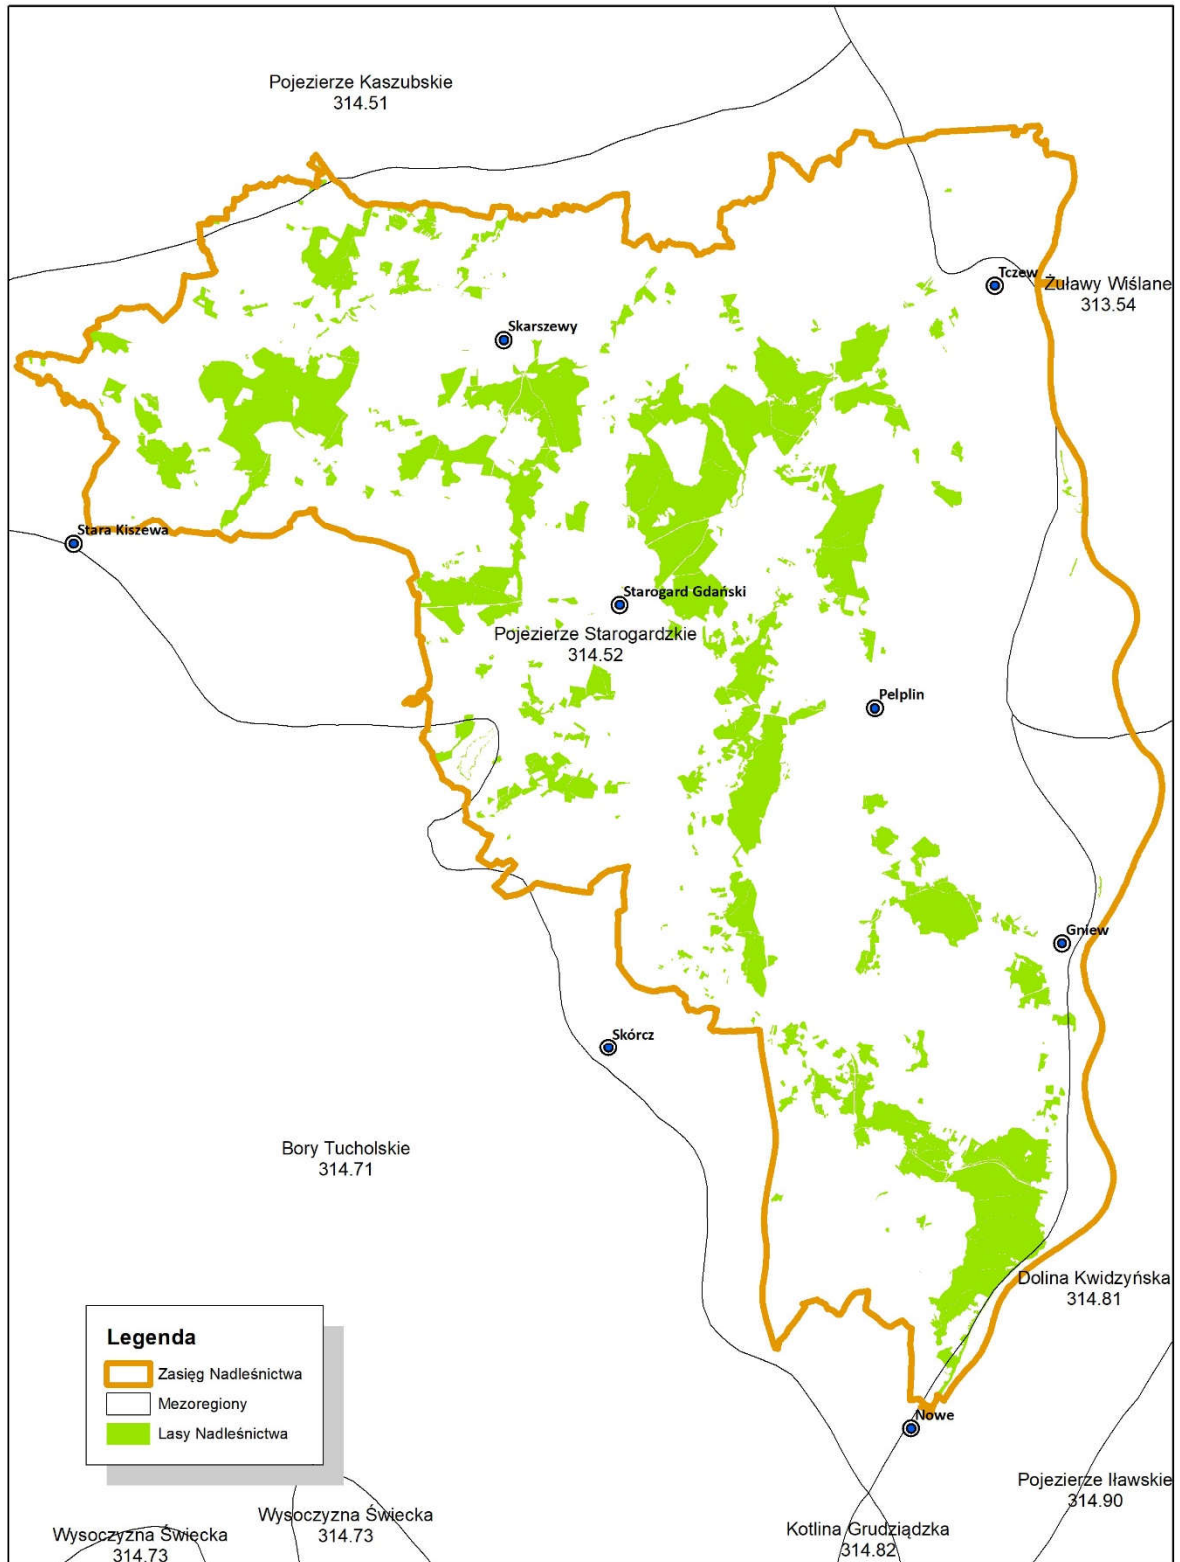 Pojezierze Kaszubskie
314.51
Tczew
Żuławy Wiślane
313.54
Skarszewy
Stara Kiszewa
Starogard Gdański
Pojezierze Starogardzkie
314.52
Pelplin
Gniew
Skórcz
Bory Tucholskie
314.71
Dolina Kwidzyńska
314.81
Legenda
Zasięg Nadleśnictwa
Mezoregiony
Lasy Nadleśnictwa
Nowe
Pojezierze Iławskie
314.90
Wysoczyzna Świecka
314.73
Wysoczyzna Świecka
314.73
Kotlina Grudziądzka
314.82